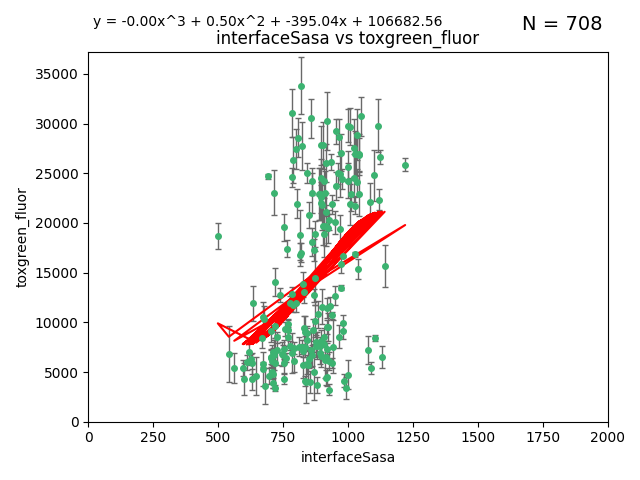 y = -0.00x^3 + 0.50x^2 + -395.04x + 106682.56
N = 708
interfaceSasa vs toxgreen_fluor
toxgreen_fluor
35000
30000
25000
20000
15000
10000
5000
0
0 250 500 750 1000 1250 1500 1750 2000
interfaceSasa